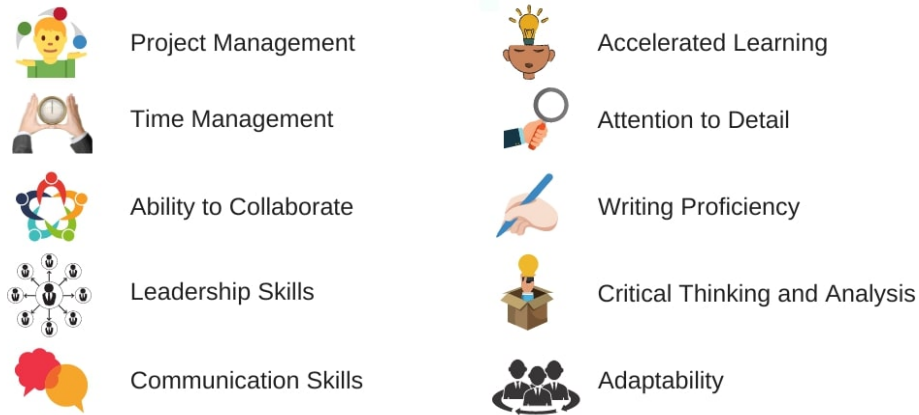 Project Management
Time Management
Ability to Collaborate
Leadership Skills
Communication Skills
Accelerated Learning
Attention to Detail
Writing Proficiency
Critical Thinking and Analysis
Adaptability